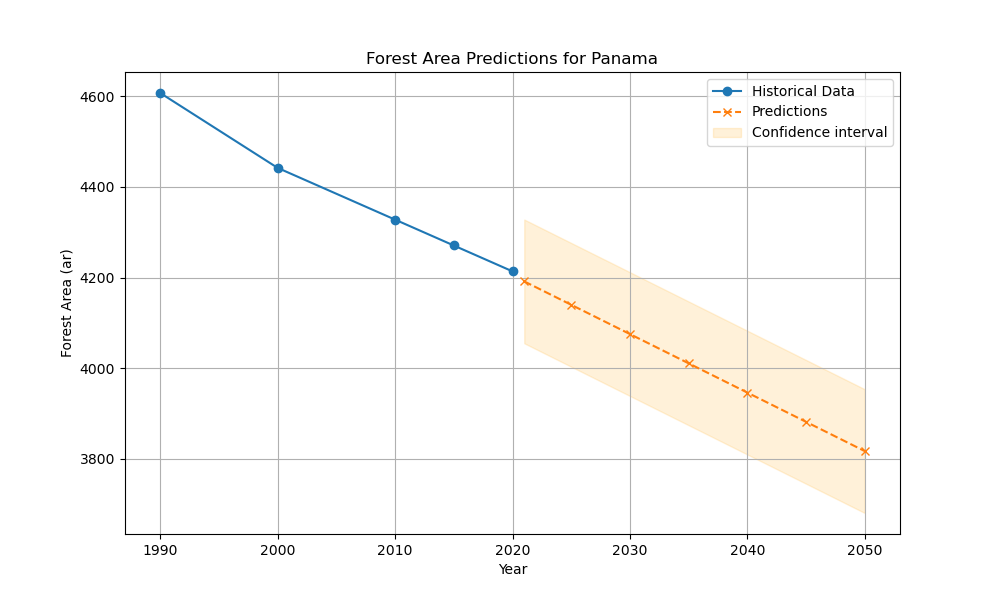 Forest Area Predictions for Panama
Historical Data
Predictions
Confidence interval
Forest Area (ar)
4600
4400
4200
4000
3800
1990
2000
2010
2020
2030
2040
2050
Year